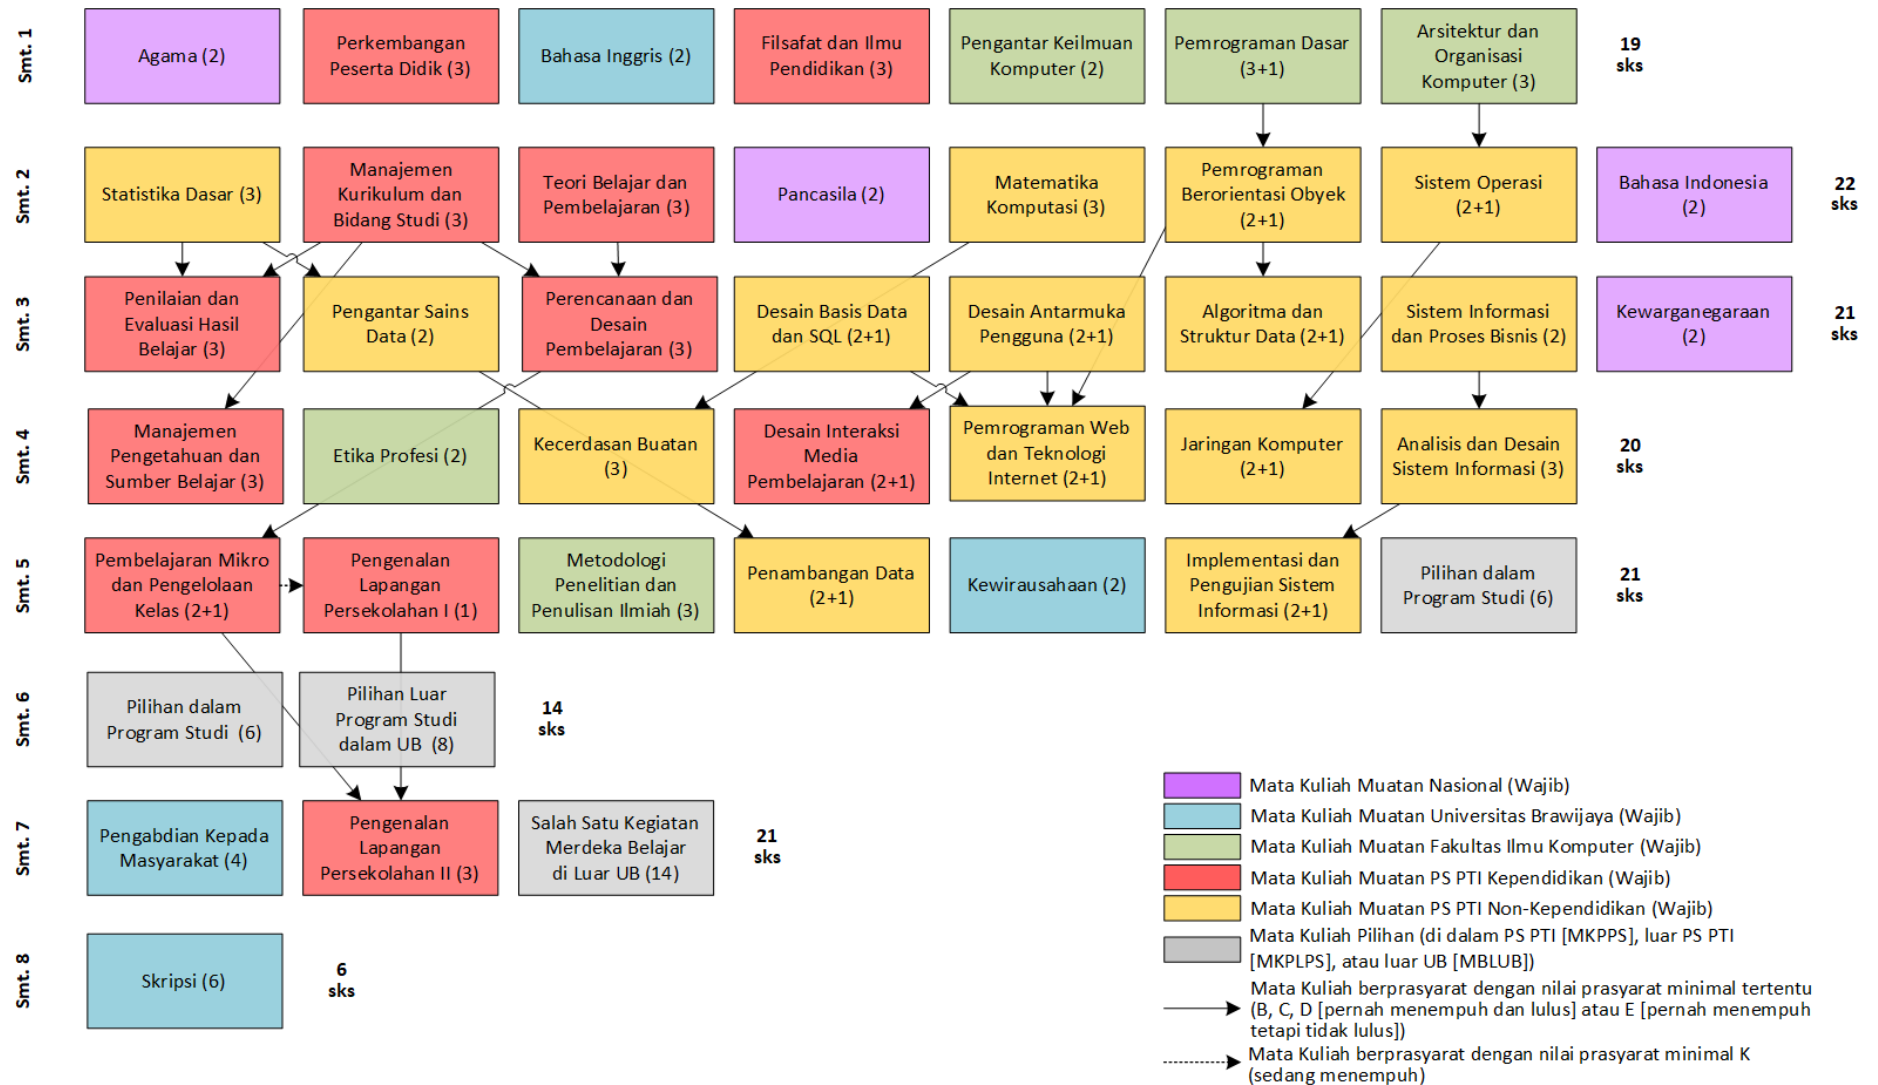 Smt. 1
Agama (2)
Perkembangan
Peserta Didik (3)
Bahasa Inggris (2)
Filsafat dan Ilmu
Pendidikan (3)
Pengantar Keilmuan
Komputer (2)
Pemrograman Dasar
(3+1)
Arsitektur dan
Organisasi
Komputer (3)
19
sks
Smt. 2
Statistika Dasar (3)
Manajemen
Kurikulum dan
Bidang Studi (3)
Teori Belajar dan
Pembelajaran (3)
Pancasila (2)
Matematika
Komputasi (3)
Pemrograman
Berorientasi Obyek
(2+1)
Sistem Operasi
(2+1)
Bahasa Indonesia
(2)
22
sks
Smt. 3
Penilaian dan
Evaluasi Hasil
Belajar (3)
Pengantar Sains
Data (2)
Perencanaan dan
Desain
Pembelajaran (3)
Desain Basis Data
dan SQL (2+1)
Desain Antarmuka
Pengguna (2+1)
Algoritma dan
Struktur Data (2+1)
Sistem Informasi
dan Proses Bisnis (2)
Kewarganegaraan
(2)
21
sks
Smt. 4
Manajemen
Pengetahuan dan
Sumber Belajar (3)
Etika Profesi (2)
Kecerdasan Buatan
(3)
Desain Interaksi
Media
Pembelajaran (2+1)
Pemrograman Web
dan Teknologi
Internet (2+1)
Jaringan Komputer
(2+1)
Analisis dan Desain
Sistem Informasi (3)
20
sks
Smt. 5
Pembelajaran Mikro
dan Pengelolaan
Kelas (2+1)
Pengenalan
Lapangan
Persekolahan I (1)
Metodologi
Penelitian dan
Penulisan Ilmiah (3)
Penambangan Data
(2+1)
Kewirausahaan (2)
Implementasi dan
Pengujian Sistem
Informasi (2+1)
Pilihan dalam
Program Studi (6)
21
sks
Smt. 6
Pilihan dalam
Program Studi (6)
Pilihan Luar
Program Studi
dalam UB (8)
14
sks
Smt. 7
Pengabdian Kepada
Masyarakat (4)
Pengenalan
Lapangan
Persekolahan II (3)
Salah Satu Kegiatan
Merdeka Belajar
di Luar UB (14)
21
sks
Smt. 8
Skripsi (6)
6
sks
Mata Kuliah Muatan Nasional (Wajib)
Mata Kuliah Muatan Universitas Brawijaya (Wajib)
Mata Kuliah Muatan Fakultas Ilmu Komputer (Wajib)
Mata Kuliah Muatan PS PTI Kependidikan (Wajib)
Mata Kuliah Muatan PS PTI Non-Kependidikan (Wajib)
Mata Kuliah Pilihan (di dalam PS PTI [MKPPS], luar PS PTI
[MKPLPS], atau luar UB [MBLUB])
Mata Kuliah berprasyarat dengan nilai prasyarat minimal tertentu
(B, C, D [pernah menempuh dan lulus] atau E [pernah menempuh
tetapi tidak lulus])
Mata Kuliah berprasyarat dengan nilai prasyarat minimal K
(sedang menempuh)